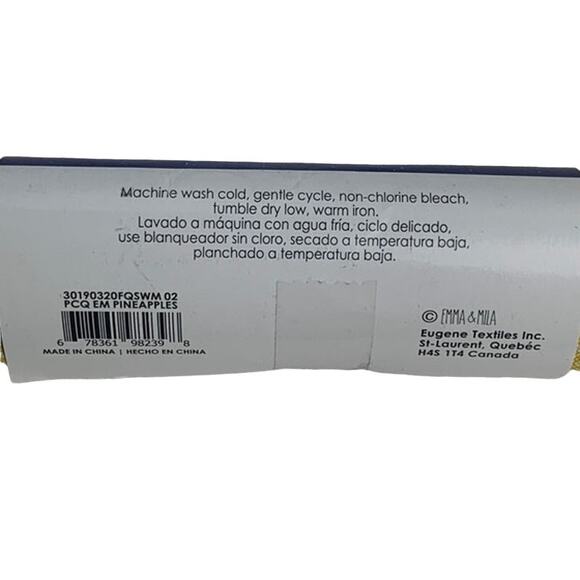 Machine wash cold, gentle cycle, non-chlorine bleach,
tumble dry low, warm iron.
Lavado a máquina con agua fría, ciclo delicado,
use blanqueador sin cloro, secado a temperatura baja,
planchado a temperatura baja.
30190320FQSWM 02
PCQ EM PINEAPPLES
6 78361 98239 8
MADE IN CHINA | HECHO EN CHINA
© EMMA & MILA
Eugene Textiles Inc.
St-Laurent, Quebéc
H4S 1T4 Canada